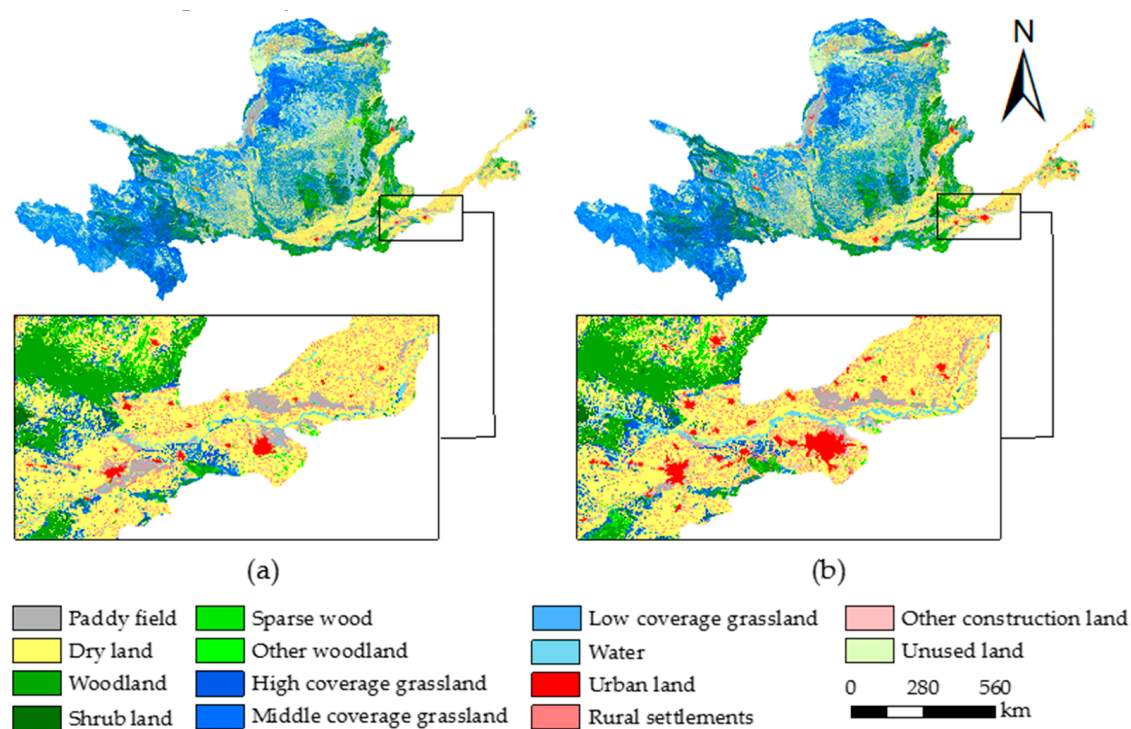 N
(a)
(b)
Paddy field
Dry land
Woodland
Shrub land
Sparse wood
Other woodland
High coverage grassland
Middle coverage grassland
Low coverage grassland
Water
Urban land
Rural settlements
Other construction land
Unused land
0 280 560
km